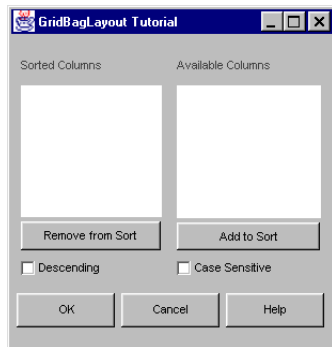 GridBagLayout Tutorial
Sorted Columns Available Columns
Remove from Sort Add to Sort
Descending Case Sensitive
OK Cancel Help